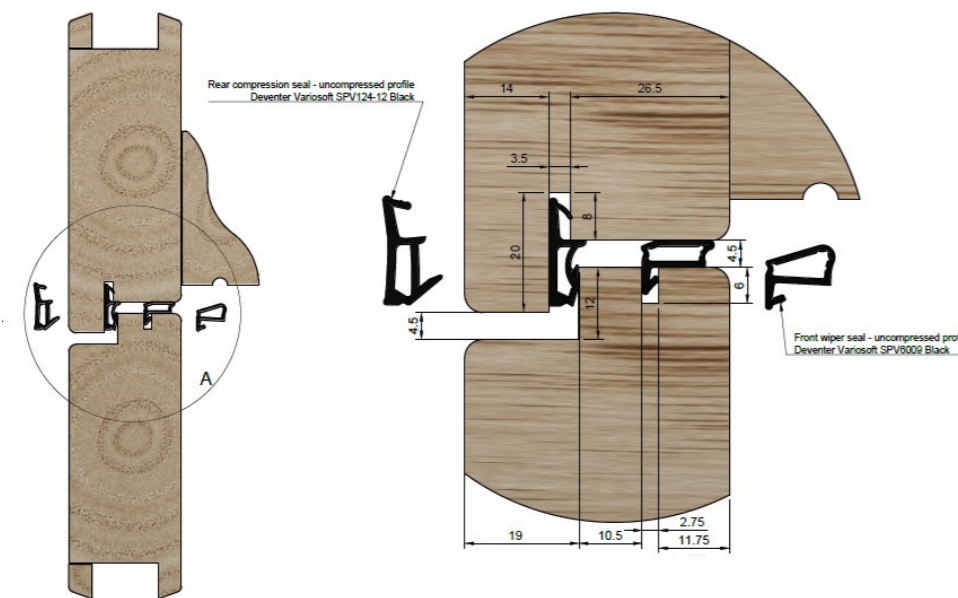 Rear compression seal - uncompressed profile
Deventer Variosoft SPV124-12 Black
14
26.5
3.5
8
20
4.5
6
12
4.5
A
Front wiper seal - uncompressed prof
Deventer Variosoft SPV6009 Black
2.75
19
10.5
11.75